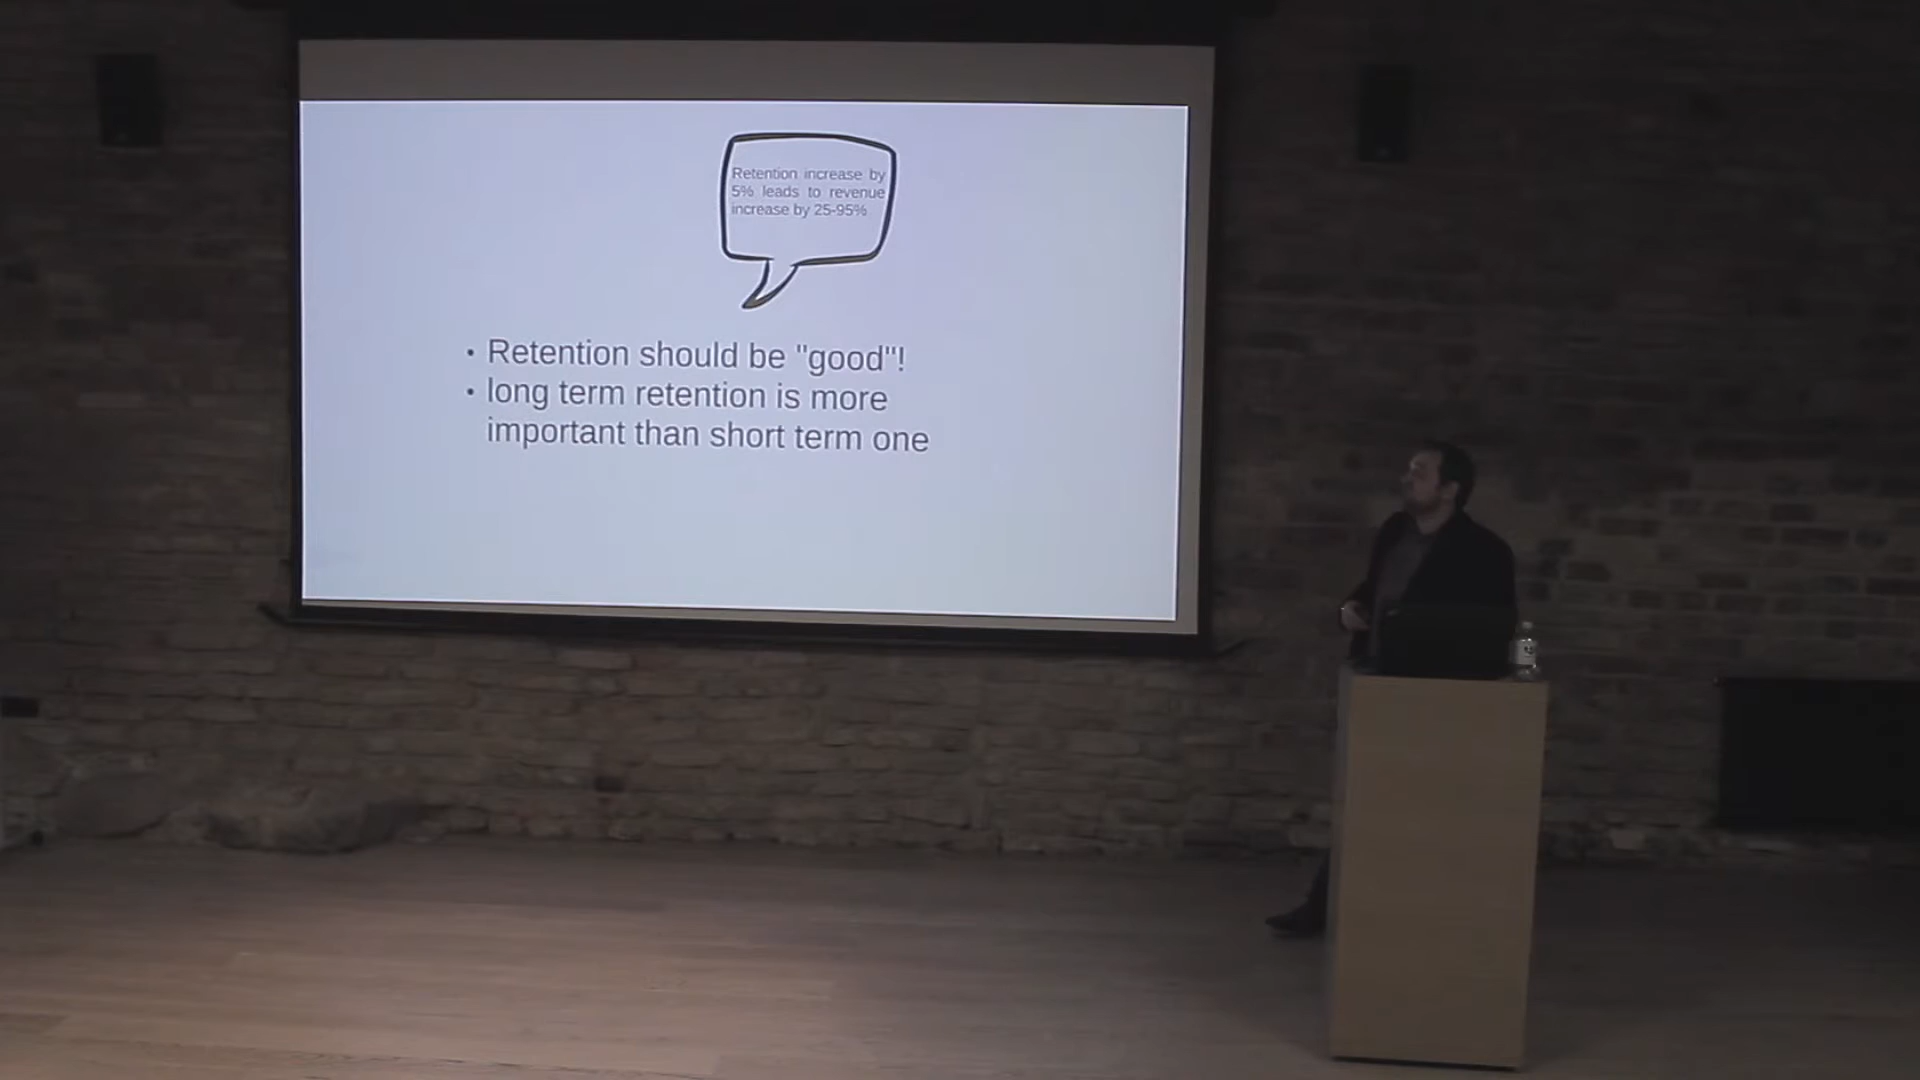 Retention increase by
5% leads to revenue
increase by 25-95%
• Retention should be "good"!
• long term retention is more
important than short term one